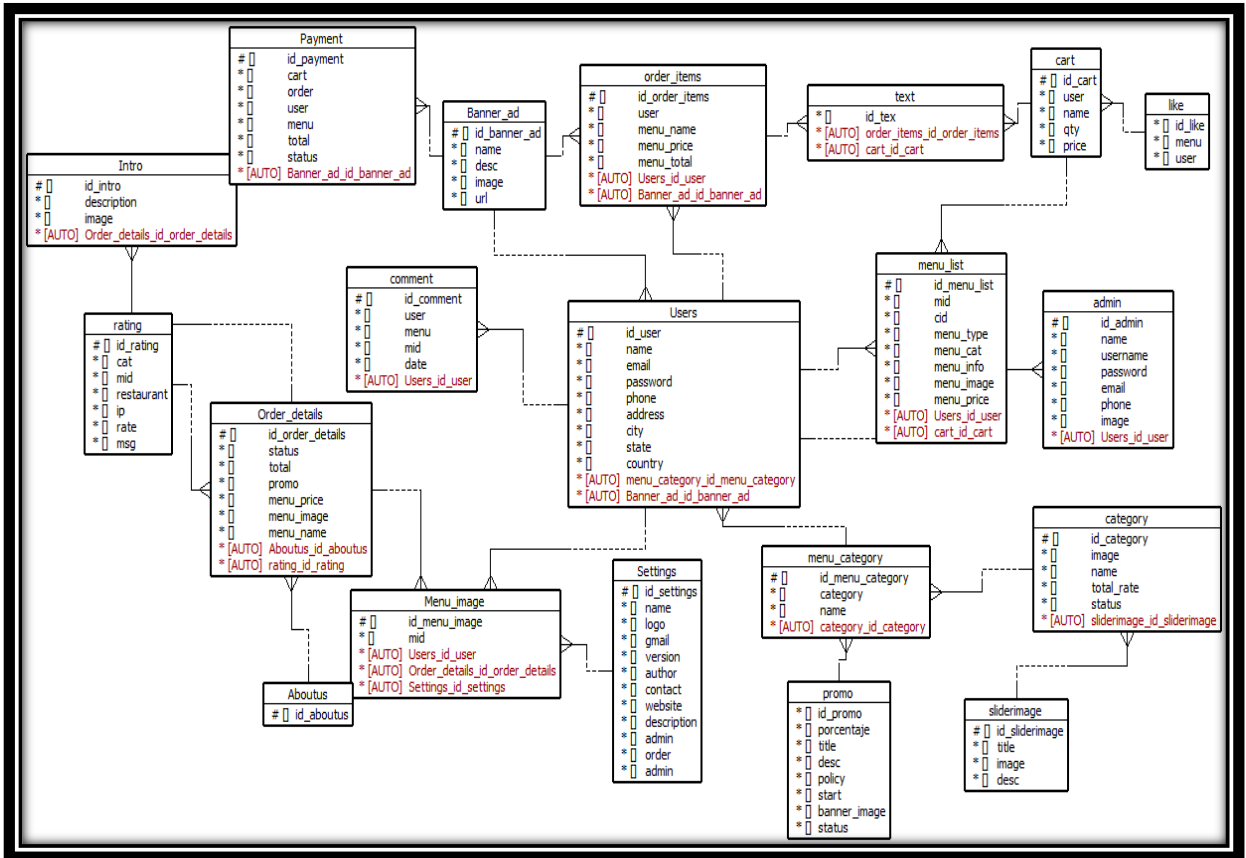 Payment
# [] id_payment
* [] cart
* [] order
* [] user
* [] menu
* [] total
* [] status
* [AUTO] Banner_ad_id_banner_ad
Banner_ad
# [] id_banner_ad
* [] name
* [] desc
* [] image
* [] url
order_items
# [] id_order_items
* [] user
* [] menu_name
* [] menu_price
* [] menu_total
* [AUTO] Users_id_user
* [AUTO] Banner_ad_id_banner_ad
text
* [] id_tex
* [AUTO] order_items_id_order_items
* [AUTO] cart_id_cart
cart
# [] id_cart
* [] user
* [] name
* [] qty
* [] price
like
* [] id_like
* [] menu
* [] user
Intro
# [] id_intro
* [] description
* [] image
* [AUTO] Order_details_id_order_details
comment
# [] id_comment
* [] user
* [] menu
* [] mid
* [] date
* [AUTO] Users_id_user
Users
# [] id_user
* [] name
* [] email
* [] password
* [] phone
* [] address
* [] city
* [] state
* [] country
* [AUTO] menu_category_id_menu_category
* [AUTO] Banner_ad_id_banner_ad
menu_list
# [] id_menu_list
* [] mid
* [] cid
* [] menu_type
* [] menu_cat
* [] menu_info
* [] menu_image
* [] menu_price
* [AUTO] Users_id_user
* [AUTO] cart_id_cart
admin
# [] id_admin
* [] name
* [] username
* [] password
* [] email
* [] phone
* [] image
* [AUTO] Users_id_user
rating
# [] id_rating
* [] cat
* [] mid
* [] restaurant
* [] ip
* [] rate
* [] msg
Order_details
# [] id_order_details
* [] status
* [] total
* [] promo
* [] menu_price
* [] menu_image
* [] menu_name
* [AUTO] Aboutus_id_aboutus
* [AUTO] rating_id_rating
Menu_image
# [] id_menu_image
* [] mid
* [AUTO] Users_id_user
* [AUTO] Order_details_id_order_details
* [AUTO] Settings_id_settings
Settings
# [] id_settings
* [] name
* [] logo
* [] gmail
* [] version
* [] author
* [] contact
* [] website
* [] description
* [] admin
* [] order
* [] admin
menu_category
# [] id_menu_category
* [] category
* [] name
* [AUTO] category_id_category
category
# [] id_category
* [] image
* [] name
* [] total_rate
* [] status
* [AUTO] sliderimage_id_sliderimage
Aboutus
# [] id_aboutus
promo
* [] id_promo
* [] porcentaje
* [] title
* [] desc
* [] policy
* [] start
* [] banner_image
* [] status
sliderimage
# [] id_sliderimage
* [] title
* [] image
* [] desc